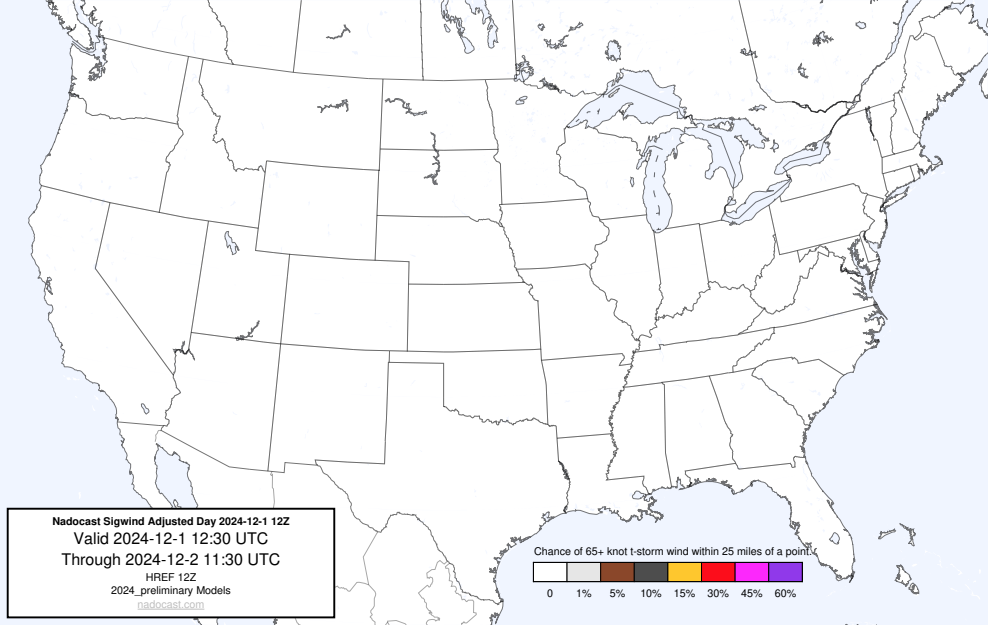 Nadocast Sigwind Adjusted Day 2024-12-1 12Z
Valid 2024-12-1 12:30 UTC
Through 2024-12-2 11:30 UTC
HREF 12Z
2024_preliminary Models
nadocast.com
Chance of 65+ knot t-storm wind within 25 miles of a point.
0 1% 5% 10% 15% 30% 45% 60%